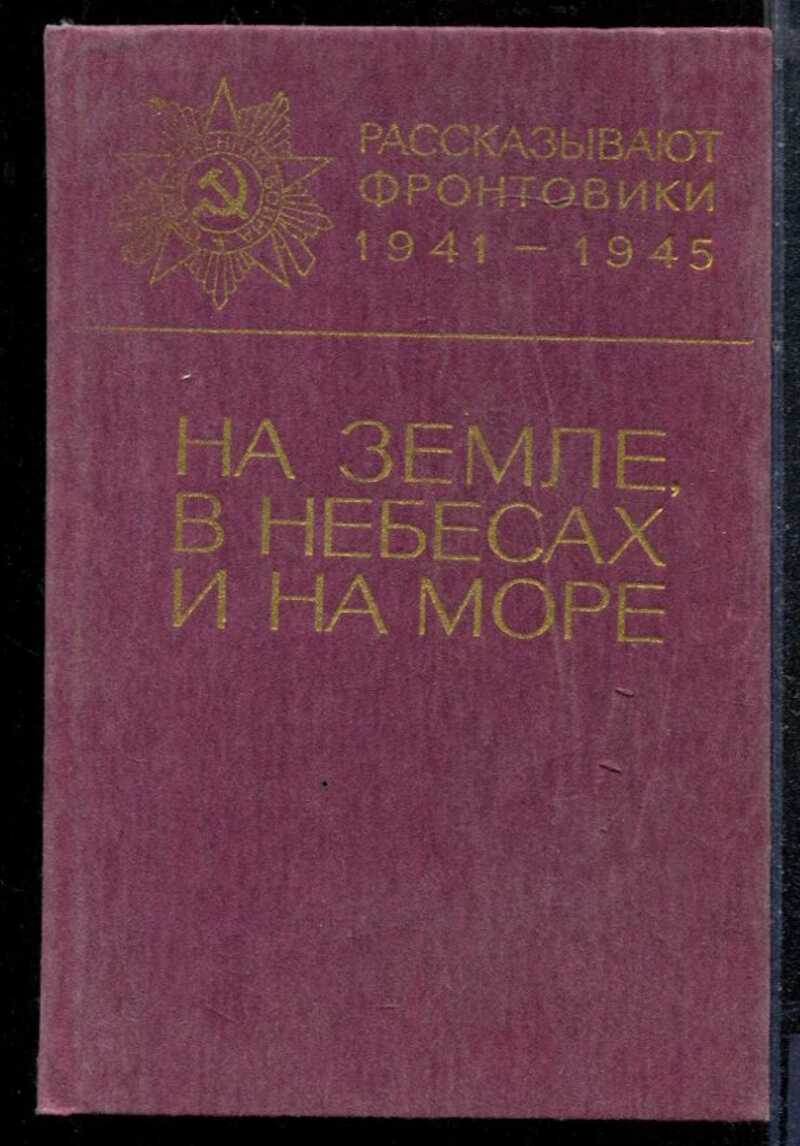 РАССКАЗЫВАЮТ
ФРОНТОВИКИ
1941 – 1945
НА ЗЕМЛЕ,
В НЕБЕСАХ
И НА МОРЕ